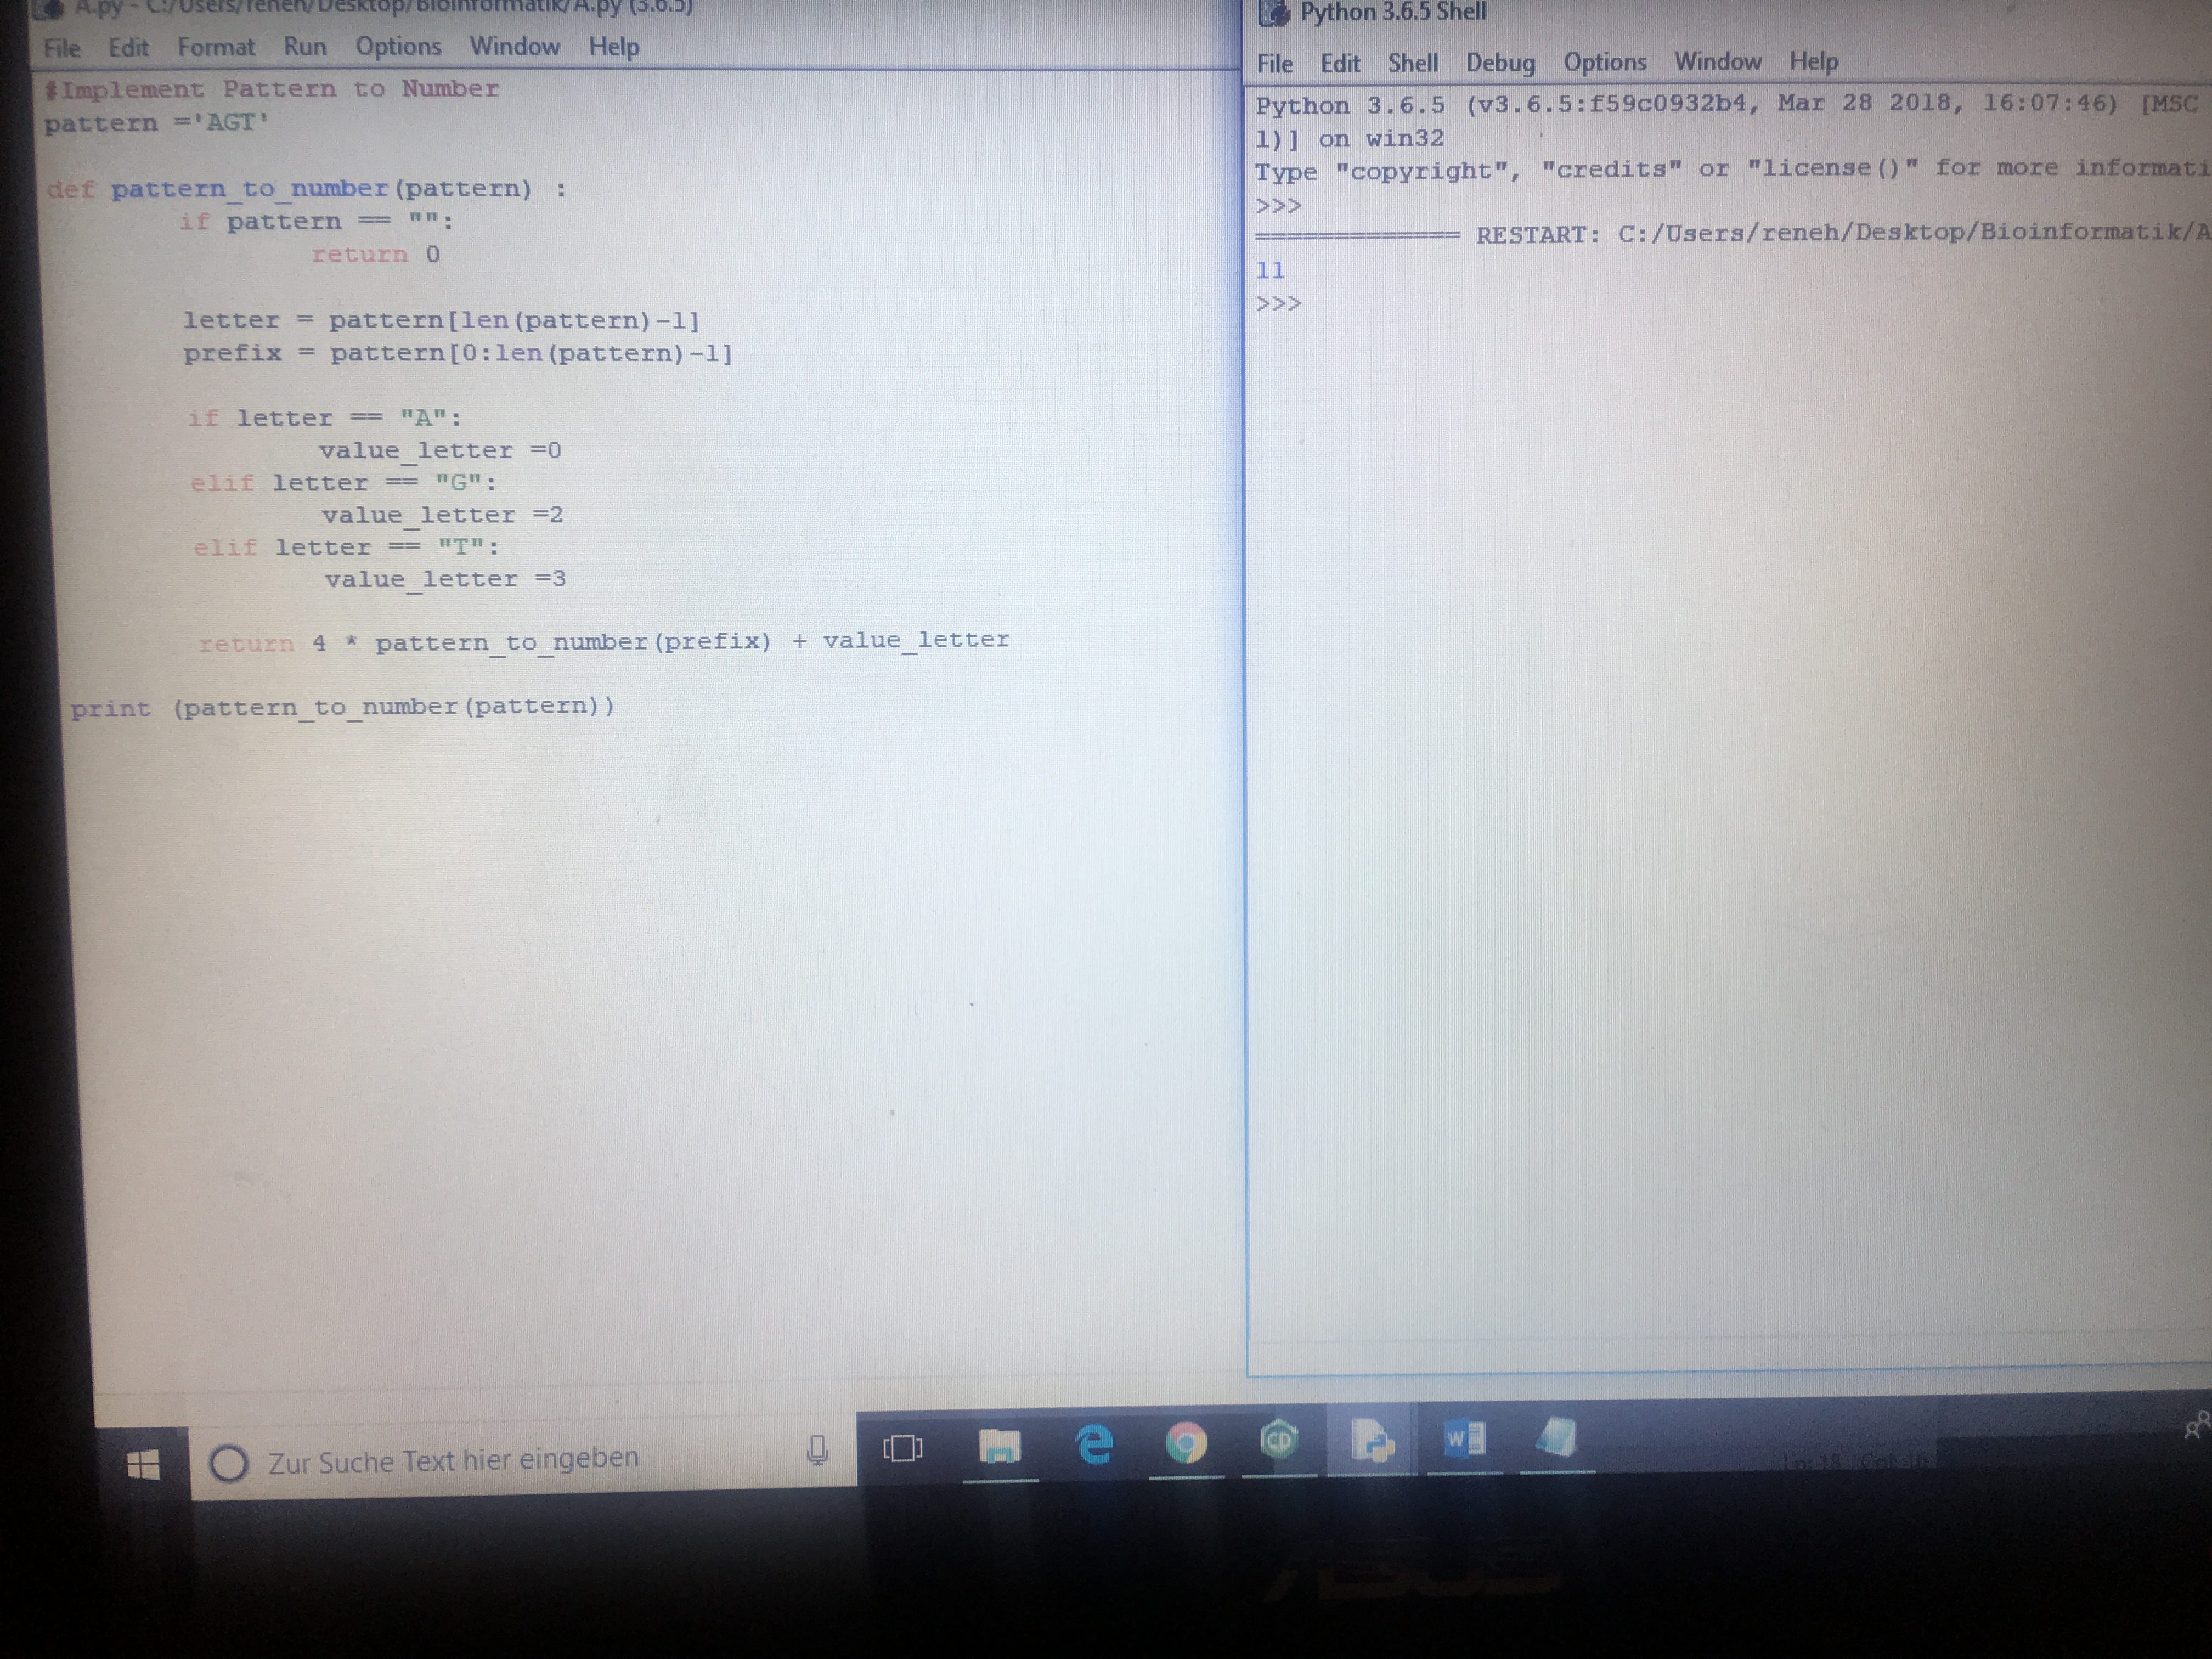 A.py - C:/Users/reneh/Desktop/Bioinformatik/A.py (3.6.5)
File Edit Format Run Options Window Help
#Implement Pattern to Number
pattern ='AGT'
def pattern_to_number(pattern) :
if pattern == "":
return 0
letter = pattern[len(pattern)-1]
prefix = pattern[0:len(pattern)-1]
if letter == "A":
value_letter =0
elif letter == "G":
value_letter =2
elif letter == "T":
value_letter =3
return 4 * pattern_to_number(prefix) + value_letter
print (pattern_to_number(pattern))
Python 3.6.5 Shell
File Edit Shell Debug Options Window Help
Python 3.6.5 (v3.6.5:f59c0932b4, Mar 28 2018, 16:07:46) [MSC
1)] on win32
Type "copyright", "credits" or "license()" for more informati
>>>
============= RESTART: C:/Users/reneh/Desktop/Bioinformatik/A
11
>>>
Zur Suche Text hier eingeben
CD
W
Ln: 18
ASUS